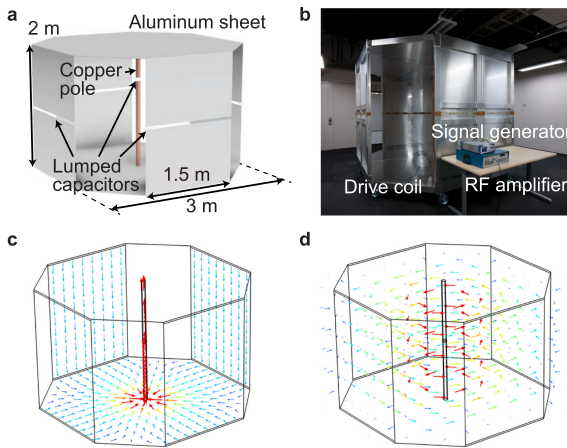 a
Aluminum sheet
2 m
Copper
pole
Lumped
capacitors
1.5 m
3 m
b
Signal generator
Drive coil
RF amplifier
c
d